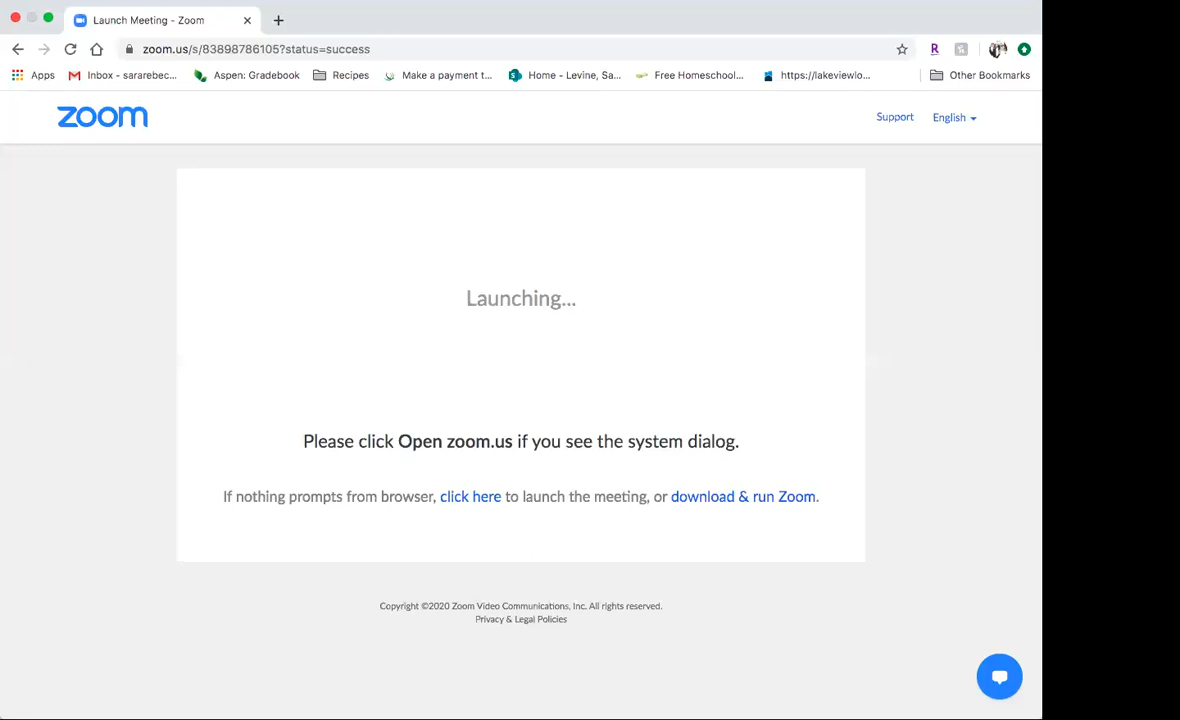 Launch Meeting - Zoom
zoom.us/s/83898786105?status=success
R
Apps
Inbox - sararebec...
Aspen: Gradebook
Recipes
Make a payment t...
Home - Levine, Sa...
Free Homeschool...
https://lakeviewlo...
Other Bookmarks
zoom
Support
English
Launching...
Please click Open zoom.us if you see the system dialog.
If nothing prompts from browser, click here to launch the meeting, or download & run Zoom.
Copyright ©2020 Zoom Video Communications, Inc. All rights reserved.
Privacy & Legal Policies